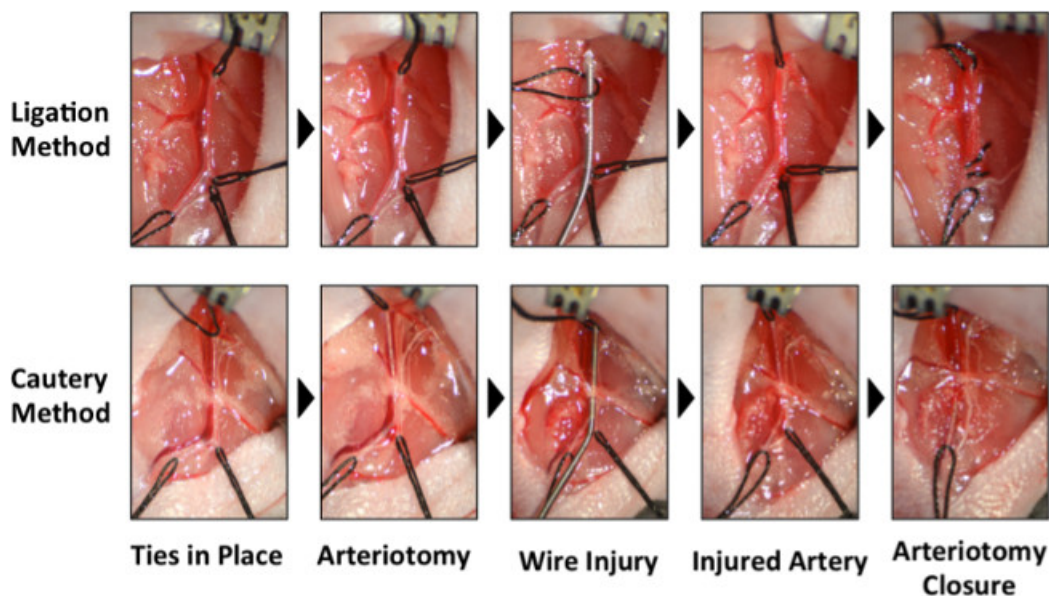 Ligation
Method
Cautery
Method
Ties in Place
Arteriotomy
Wire Injury
Injured Artery
Arteriotomy
Closure